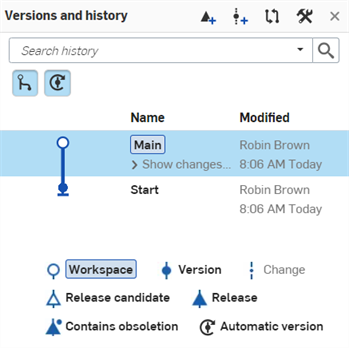 Versions and history
Search history
Name Modified
Main Robin Brown
Show changes... 8:06 AM Today
Start Robin Brown
8:06 AM Today
Workspace Version Change
Release candidate Release
Contains obsoletion Automatic version